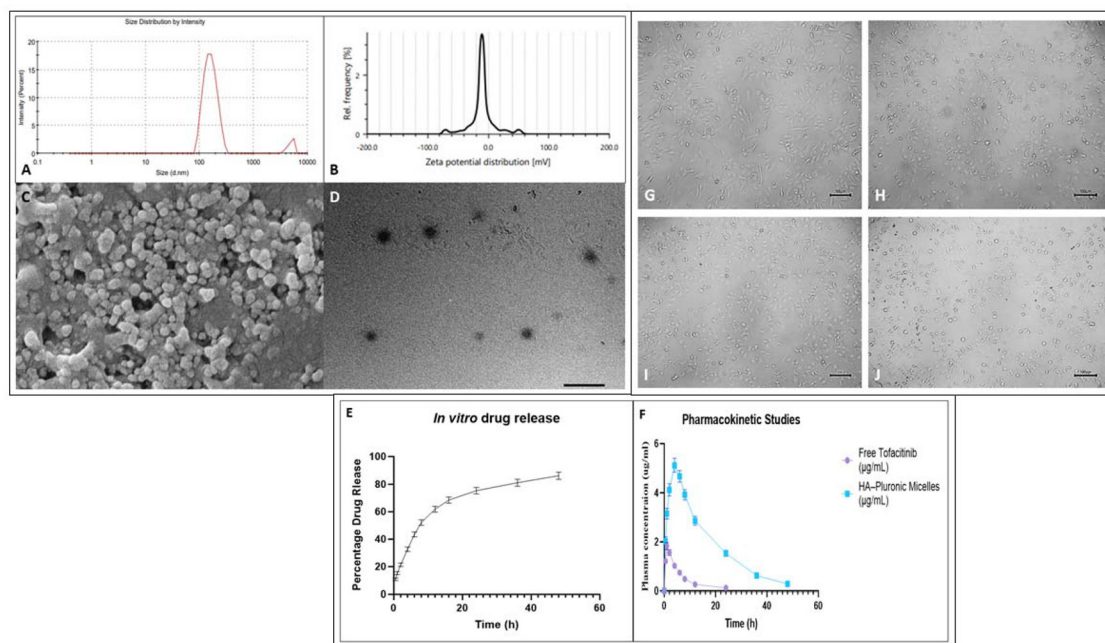 Size Distribution by Intensity
Intensity (Percent)
20
15
10
5
0
0.1 1 10 100 1000 10000
Size (d.nm)
A
Rel. frequency [%]
2
0
-200.0 -100.0 0.0 100.0 200.0
Zeta potential distribution [mV]
B
C
D
G
H
I
J
E
In vitro drug release
Percentage Drug Rlease
100
80
60
40
20
0
0 20 40 60
Time (h)
F
Pharmacokinetic Studies
Plasma concentraion (ug/ml)
6
4
2
0
0 20 40 60
Time (h)
Free Tofacitinib
(µg/mL)
HA–Pluronic Micelles
(µg/mL)